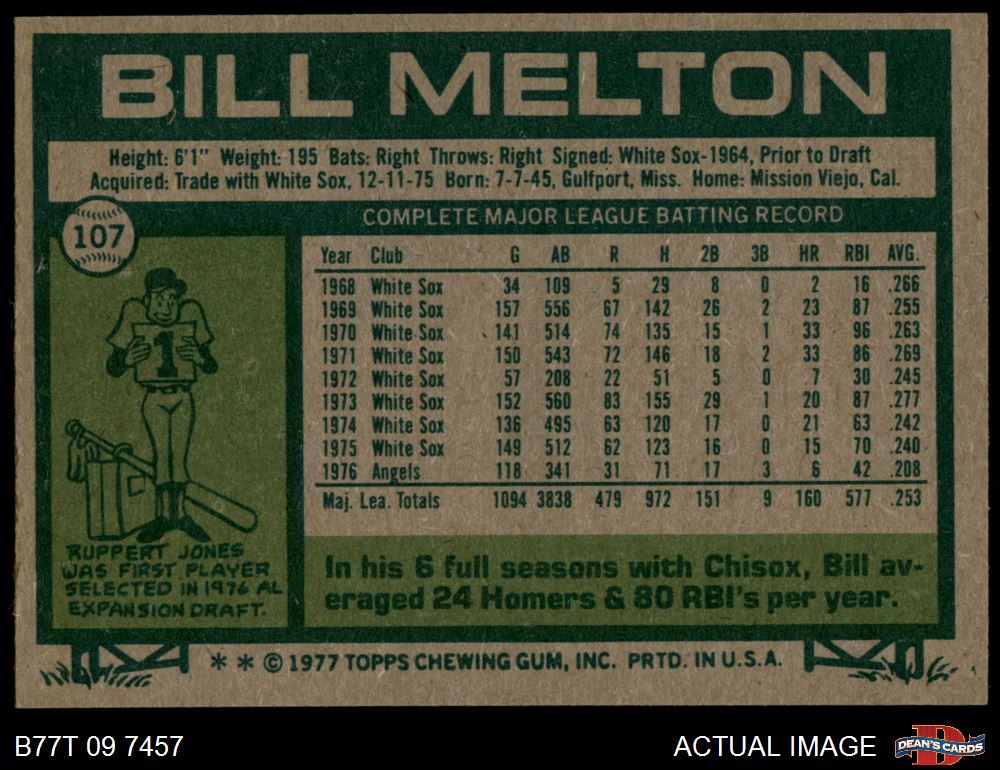 BILL MELTON
Height: 6'1" Weight: 195 Bats: Right Throws: Right Signed: White Sox-1964, Prior to Draft
Acquired: Trade with White Sox, 12-11-75 Born: 7-7-45, Gulfport, Miss. Home: Mission Viejo, Cal.
107
COMPLETE MAJOR LEAGUE BATTING RECORD
Year Club G AB R H 2B 3B HR RBI AVG.
1968 White Sox 34 109 5 29 8 0 2 16 .266
1969 White Sox 157 556 67 142 26 2 23 87 .255
1970 White Sox 141 514 74 135 15 1 33 96 .263
1971 White Sox 150 543 72 146 18 2 33 86 .269
1972 White Sox 57 208 22 51 5 0 7 30 .245
1973 White Sox 152 560 83 155 29 1 20 87 .277
1974 White Sox 136 495 63 120 17 0 21 63 .242
1975 White Sox 149 512 62 123 16 0 15 70 .240
1976 Angels 118 341 31 71 17 3 6 42 .208
Maj. Lea. Totals 1094 3838 479 972 151 9 160 577 .253
1
RUPPERT JONES
WAS FIRST PLAYER
SELECTED IN 1976 AL
EXPANSION DRAFT.
In his 6 full seasons with Chisox, Bill av-
eraged 24 Homers & 80 RBI's per year.
** © 1977 TOPPS CHEWING GUM, INC. PRTD. IN U.S.A.
B77T 09 7457
ACTUAL IMAGE
D
DEAN'S CARDS